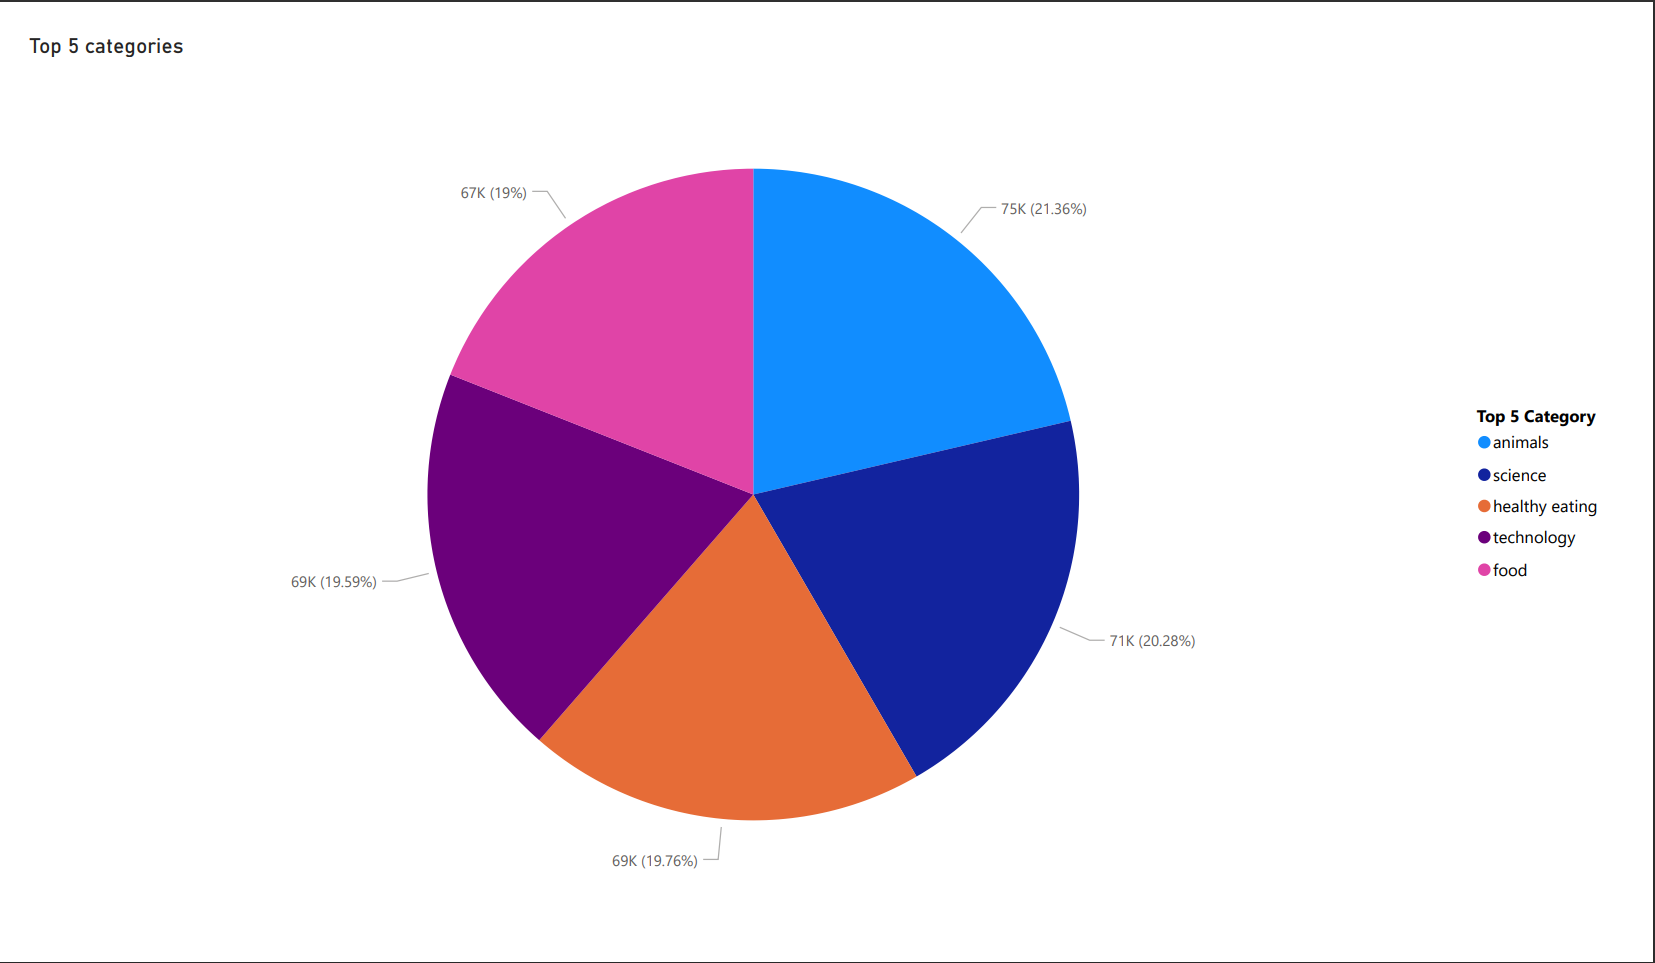 Top 5 categories
67K (19%)
75K (21.36%)
Top 5 Category
animals
science
healthy eating
technology
food
69K (19.59%)
71K (20.28%)
69K (19.76%)